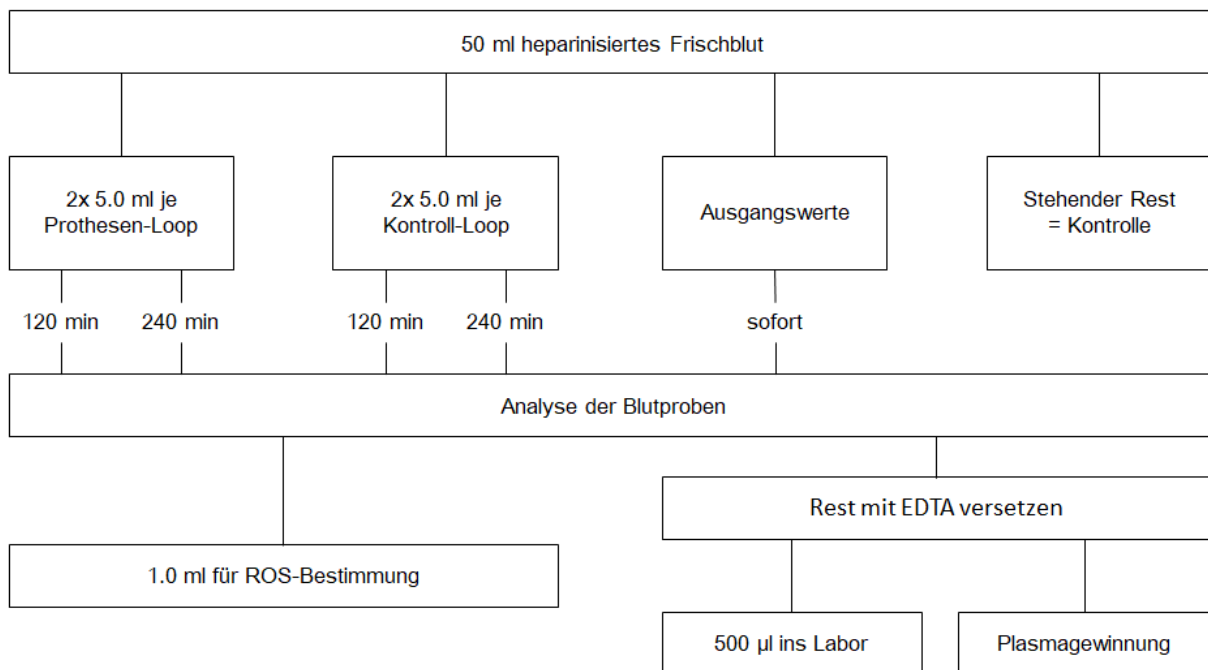 50 ml heparinisiertes Frischblut
2x 5.0 ml je
Prothesen-Loop
2x 5.0 ml je
Kontroll-Loop
Ausgangswerte
Stehender Rest
= Kontrolle
120 min
240 min
120 min
240 min
sofort
Analyse der Blutproben
Rest mit EDTA versetzen
1.0 ml für ROS-Bestimmung
500 µl ins Labor
Plasmagewinnung